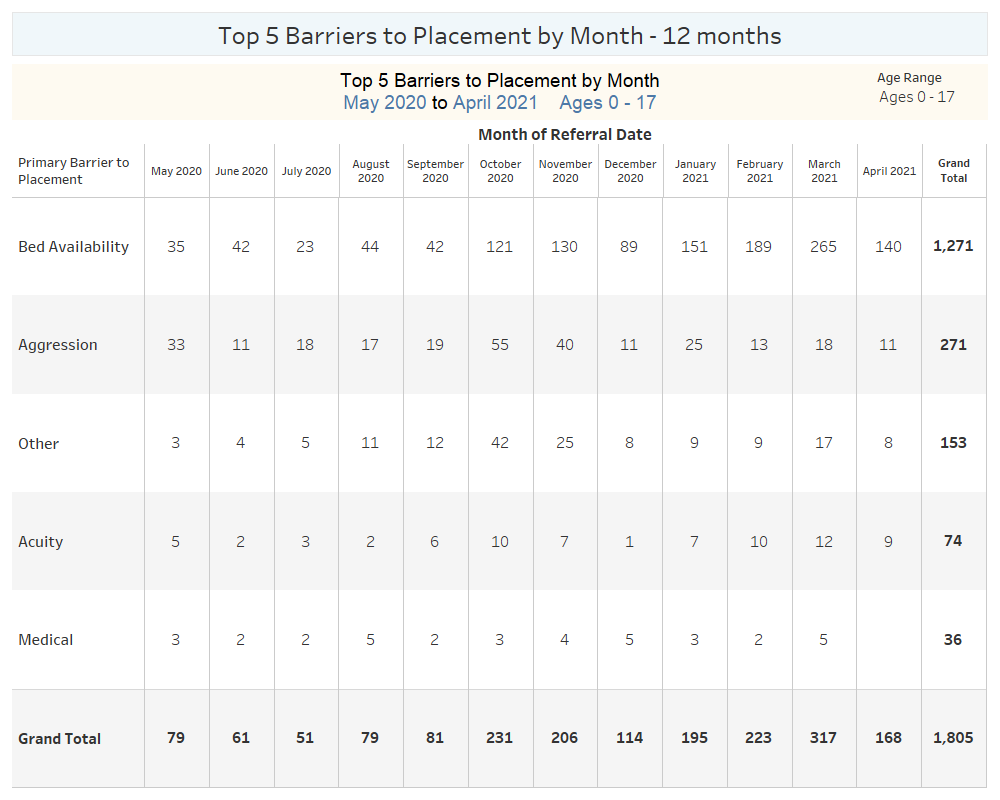 Top 5 Barriers to Placement by Month - 12 months
Top 5 Barriers to Placement by Month
May 2020 to April 2021 Ages 0 - 17
Age Range
Ages 0 - 17
Month of Referral Date
Primary Barrier to Placement May 2020 June 2020 July 2020 August 2020 September 2020 October 2020 November 2020 December 2020 January 2021 February 2021 March 2021 April 2021 Grand Total
Bed Availability 35 42 23 44 42 121 130 89 151 189 265 140 1,271
Aggression 33 11 18 17 19 55 40 11 25 13 18 11 271
Other 3 4 5 11 12 42 25 8 9 9 17 8 153
Acuity 5 2 3 2 6 10 7 1 7 10 12 9 74
Medical 3 2 2 5 2 3 4 5 3 2 5 36
Grand Total 79 61 51 79 81 231 206 114 195 223 317 168 1,805